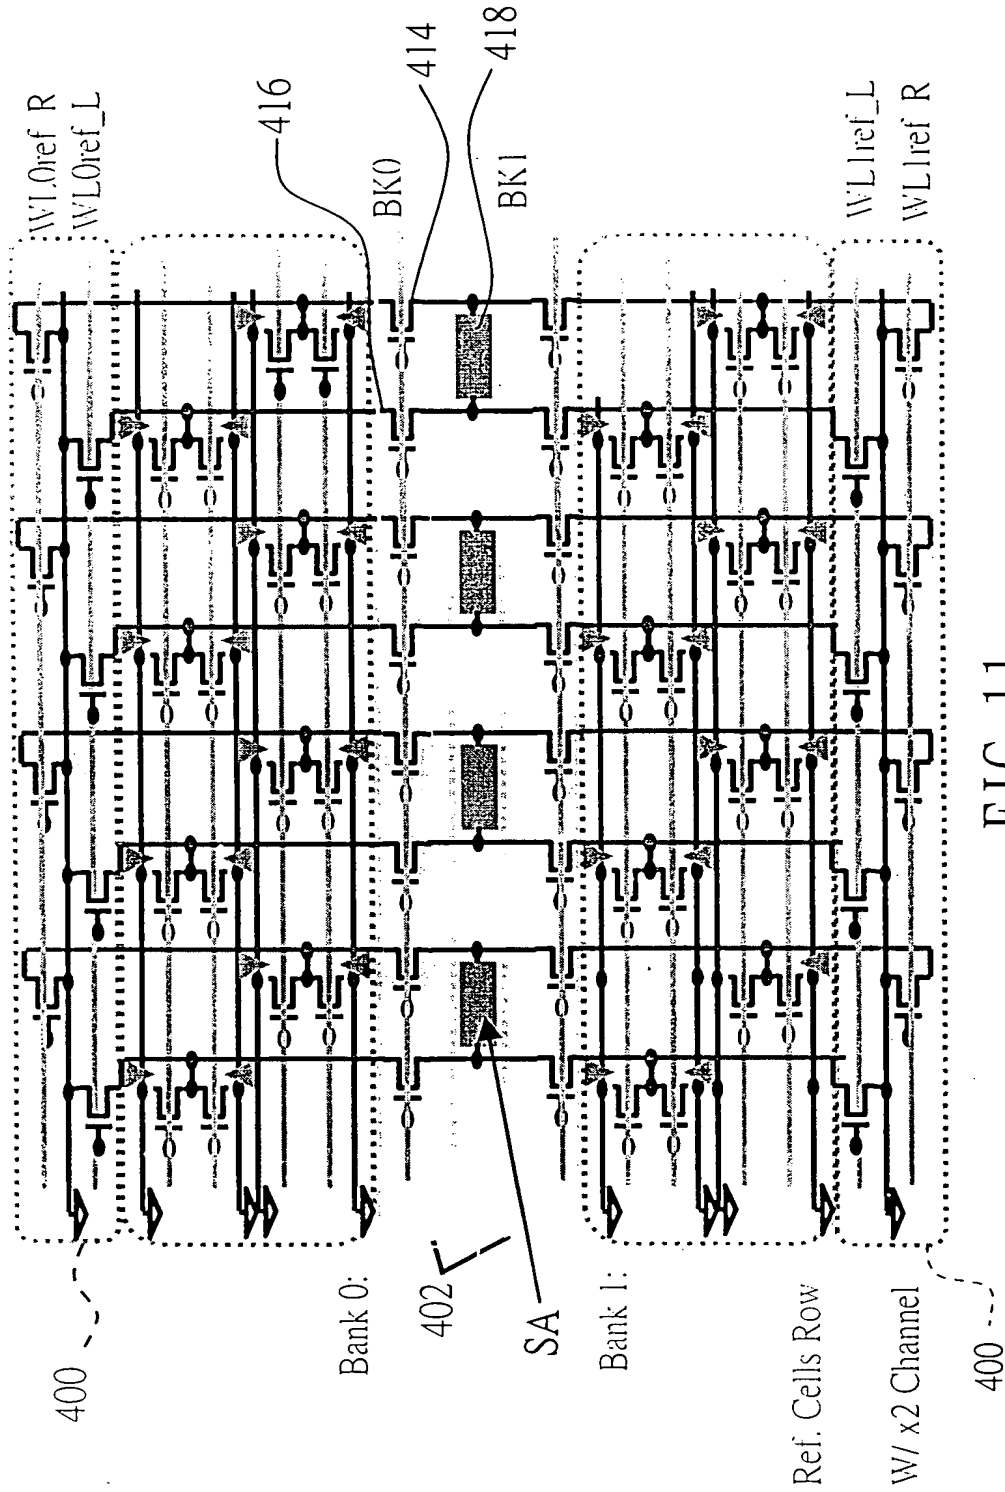 WL0ref_R
WL0ref_L
416
414
418
BK0
BK1
WL1ref_L
WL1ref_R
400
Bank 0:
402
SA
Bank 1:
Ref. Cells Row
W/ x2 Channel
400
FIG. 11